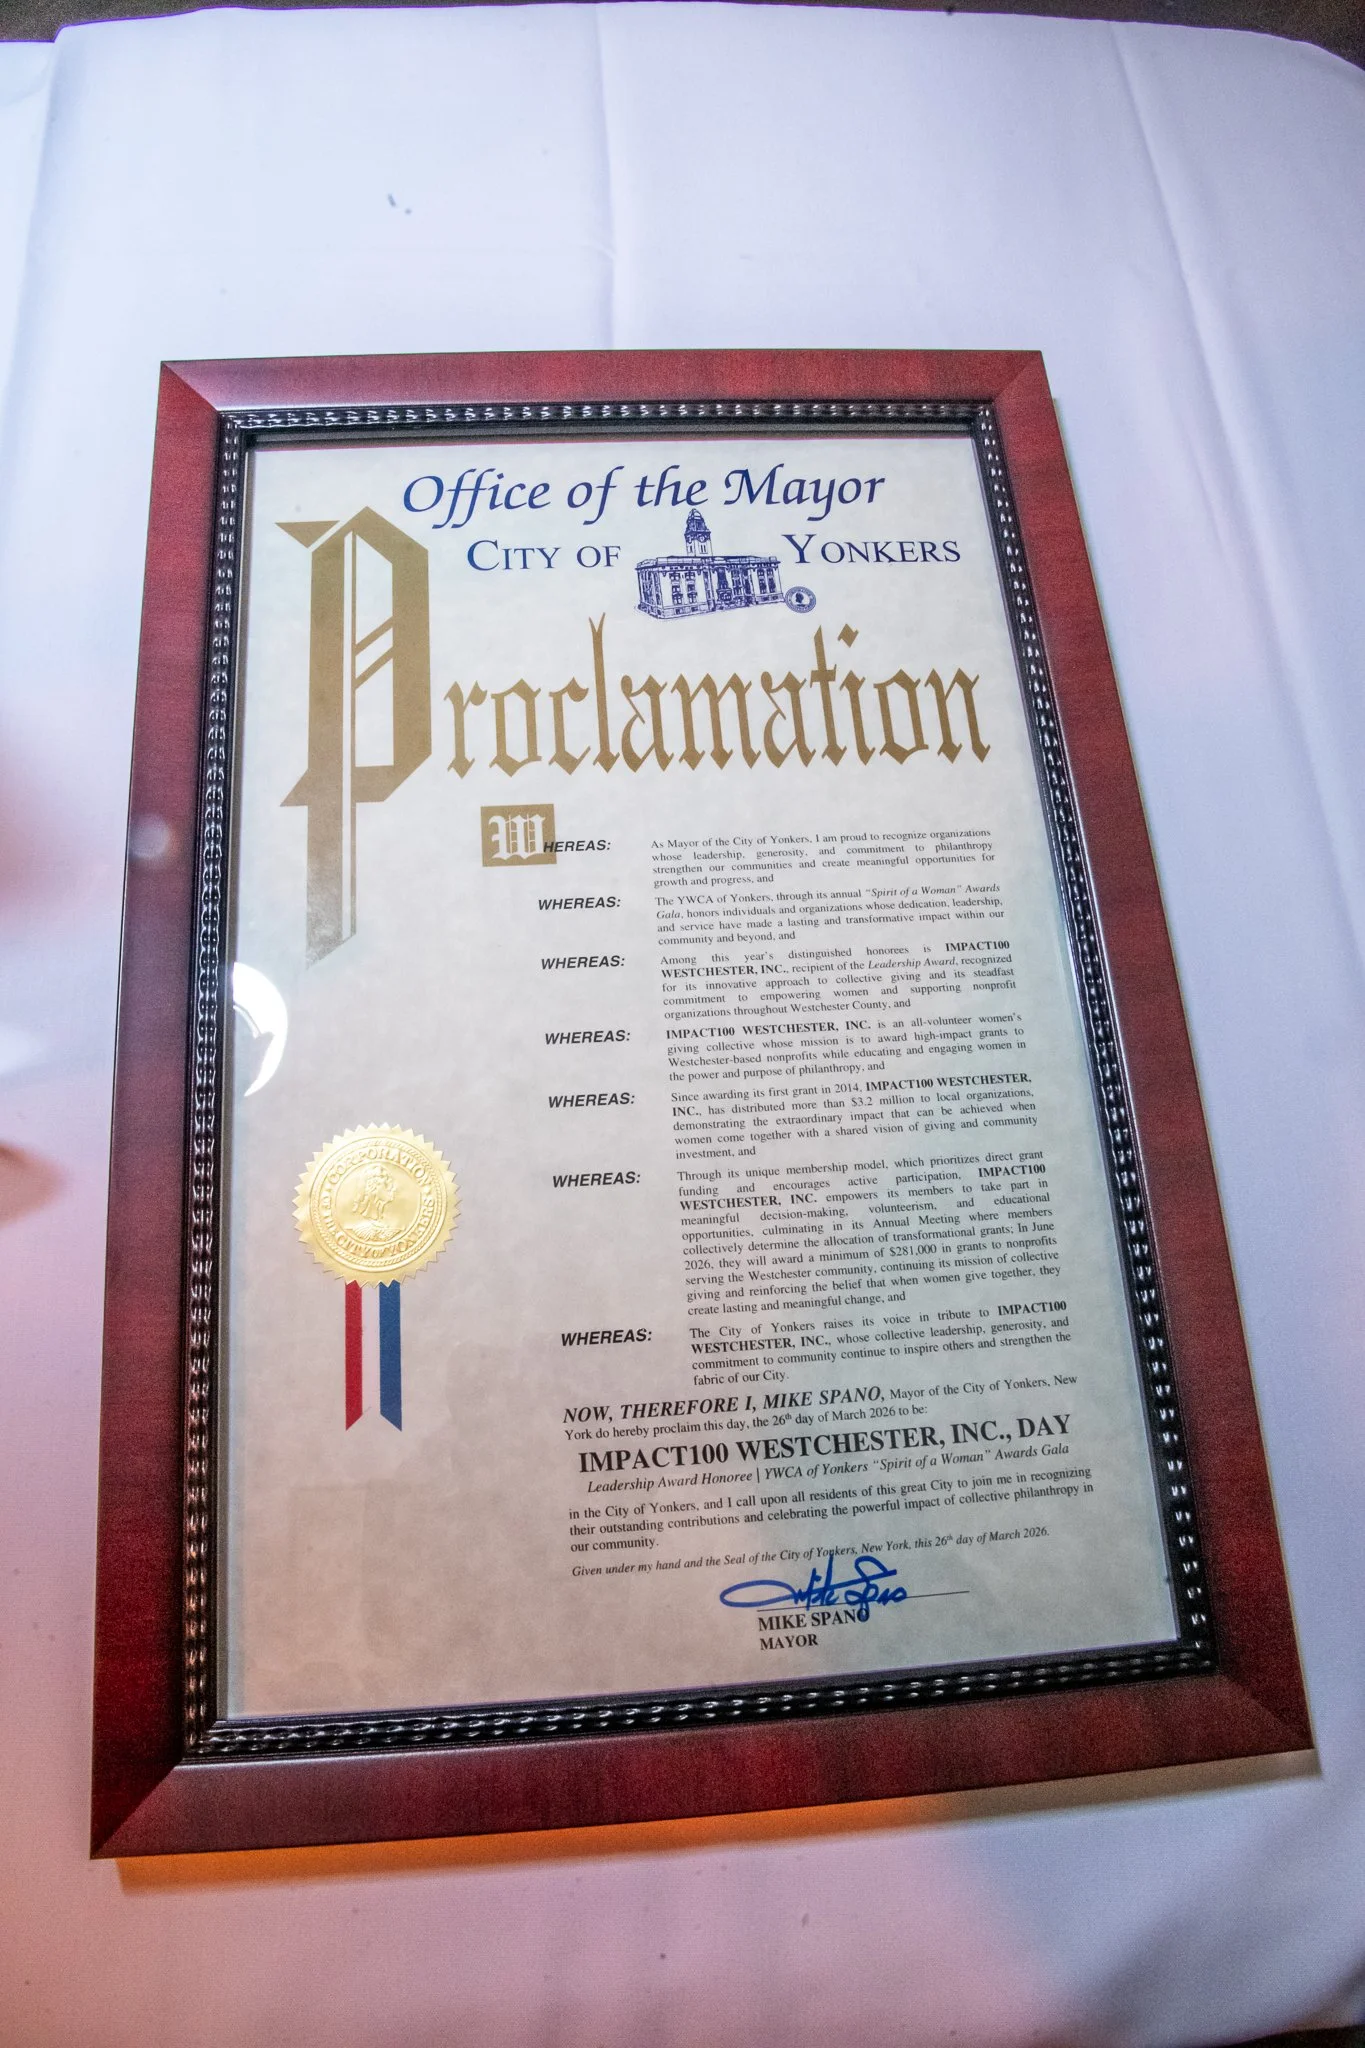 Office of the Mayor
CITY OF YONKERS
Proclamation
WHEREAS: As Mayor of the City of Yonkers, I am proud to recognize organizations
whose leadership, generosity, and commitment to philanthropy
strengthen our communities and create meaningful opportunities for
growth and progress, and
WHEREAS: The YWCA of Yonkers, through its annual "Spirit of a Woman" Awards
Gala, honors individuals and organizations whose dedication, leadership,
and service have made a lasting and transformative impact within our
community and beyond, and
WHEREAS: Among this year's distinguished honorees is IMPACT100
WESTCHESTER, INC., recipient of the Leadership Award, recognized
for its innovative approach to collective giving and its steadfast
commitment to empowering women and supporting nonprofit
organizations throughout Westchester County, and
WHEREAS: IMPACT100 WESTCHESTER, INC. is an all-volunteer women's
giving collective whose mission is to award high-impact grants to
Westchester-based nonprofits while educating and engaging women in
the power and purpose of philanthropy, and
WHEREAS: Since awarding its first grant in 2014, IMPACT100 WESTCHESTER,
INC., has distributed more than $3.2 million to local organizations,
demonstrating the extraordinary impact that can be achieved when
women come together with a shared vision of giving and community
investment, and
WHEREAS: Through its unique membership model, which prioritizes direct grant
funding and encourages active participation, IMPACT100
WESTCHESTER, INC. empowers its members to take part in
meaningful decision-making, volunteerism, and educational
opportunities, culminating in its Annual Meeting where members
collectively determine the allocation of transformational grants; In June
2026, they will award a minimum of $281,000 in grants to nonprofits
serving the Westchester community, continuing its mission of collective
giving and reinforcing the belief that when women give together, they
create lasting and meaningful change, and
WHEREAS: The City of Yonkers raises its voice in tribute to IMPACT100
WESTCHESTER, INC., whose collective leadership, generosity, and
commitment to community continue to inspire others and strengthen the
fabric of our City.
NOW, THEREFORE I, MIKE SPANO, Mayor of the City of Yonkers, New
York do hereby proclaim this day, the 26th day of March 2026 to be:
IMPACT100 WESTCHESTER, INC., DAY
Leadership Award Honoree | YWCA of Yonkers "Spirit of a Woman" Awards Gala
in the City of Yonkers, and I call upon all residents of this great City to join me in recognizing
their outstanding contributions and celebrating the powerful impact of collective philanthropy in
our community.
Given under my hand and the Seal of the City of Yonkers, New York, this 26th day of March 2026.
Mike Spano
MIKE SPANO
MAYOR
CORPORATION
CITY OF YONKERS